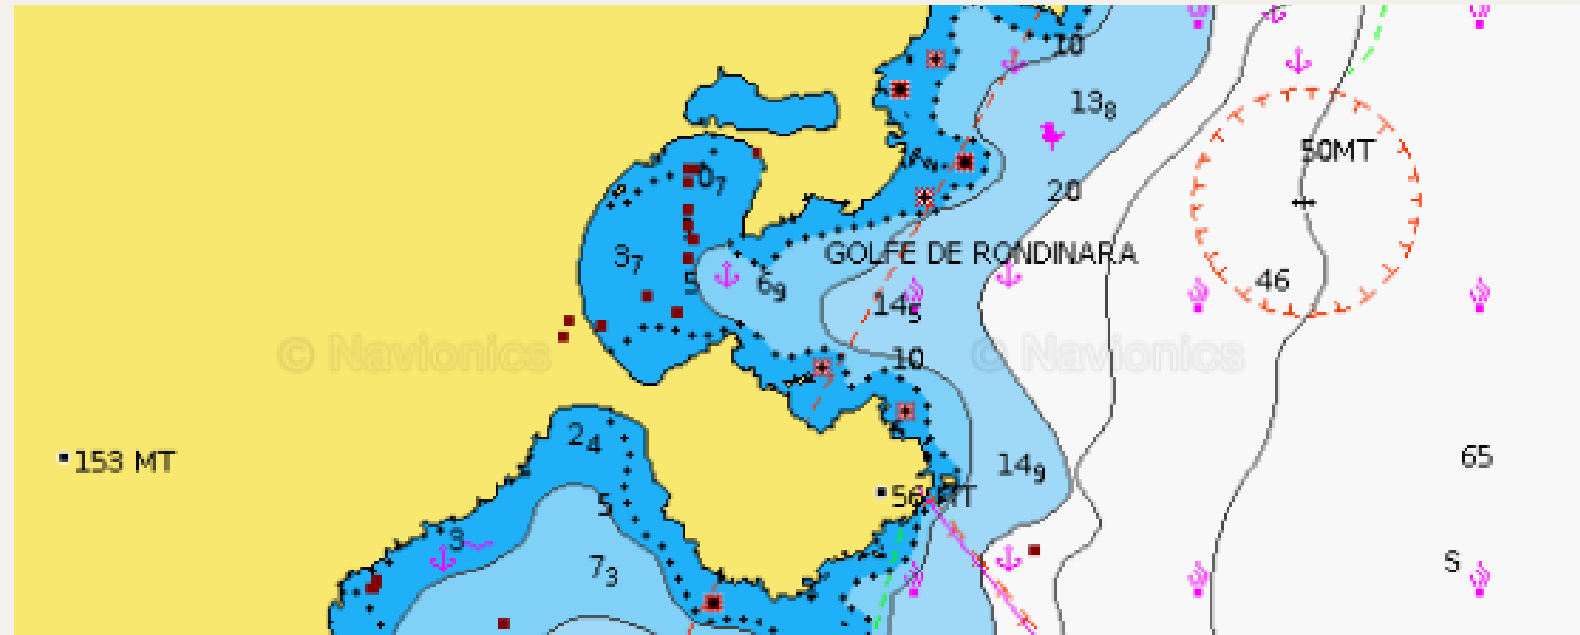 10
13₈
50MT
0₇
20
GOLFE DE RONDINARA
3₇
5
6₉
46
14₅
© Navionics
10
© Navionics
2₄
153 MT
14₉
65
56 MT
5
3
7₃
S